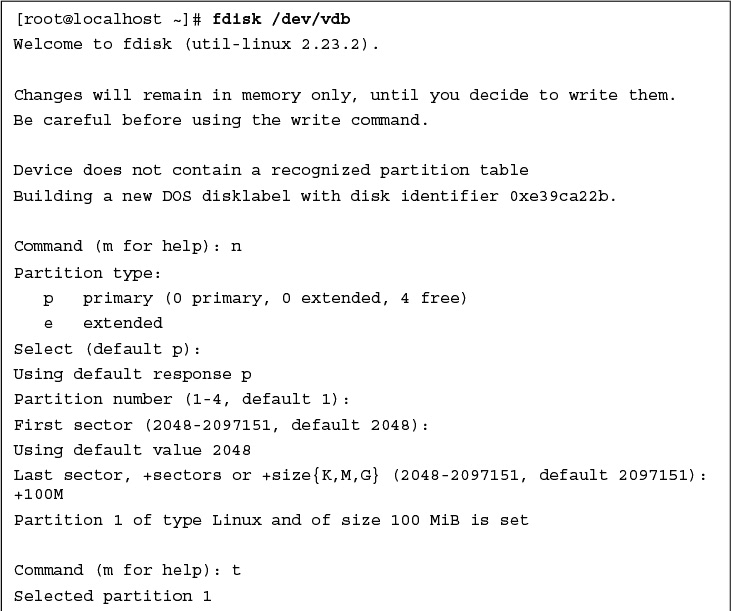 [root@localhost ~]# fdisk /dev/vdb
Welcome to fdisk (util-linux 2.23.2).
Changes will remain in memory only, until you decide to write them.
Be careful before using the write command.
Device does not contain a recognized partition table
Building a new DOS disklabel with disk identifier 0xe39ca22b.
Command (m for help): n
Partition type:
   p   primary (0 primary, 0 extended, 4 free)
   e   extended
Select (default p):
Using default response p
Partition number (1-4, default 1):
First sector (2048-2097151, default 2048):
Using default value 2048
Last sector, +sectors or +size{K,M,G} (2048-2097151, default 2097151):
+100M
Partition 1 of type Linux and of size 100 MiB is set
Command (m for help): t
Selected partition 1